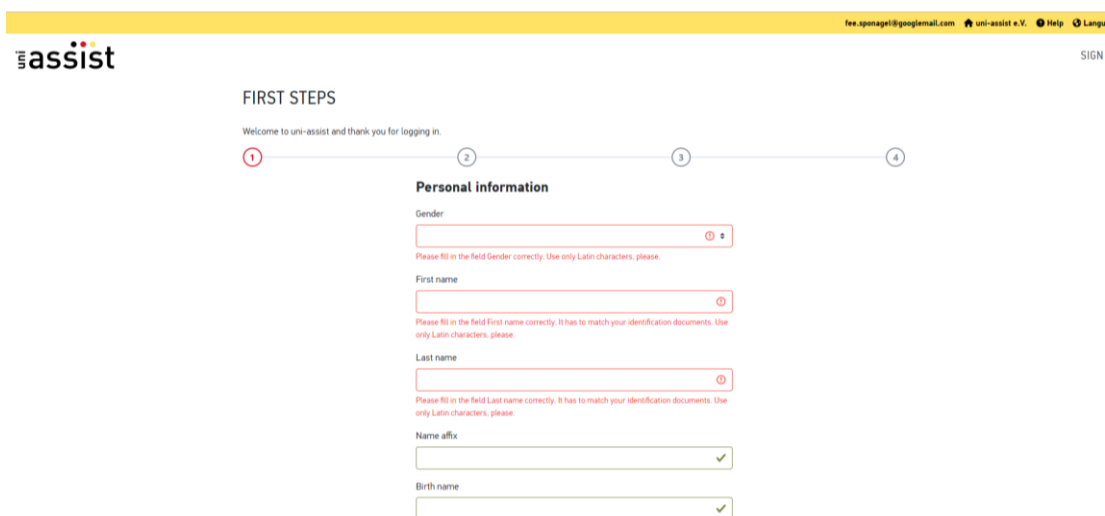 fee.sponagel@googlemail.com uni-assist e.V. Help Langu
uni assist
SIGN
FIRST STEPS
Welcome to uni-assist and thank you for logging in.
1 2 3 4
Personal information
Gender
Please fill in the field Gender correctly. Use only Latin characters, please.
First name
Please fill in the field First name correctly. It has to match your identification documents. Use
only Latin characters, please.
Last name
Please fill in the field Last name correctly. It has to match your identification documents. Use
only Latin characters, please.
Name affix
Birth name